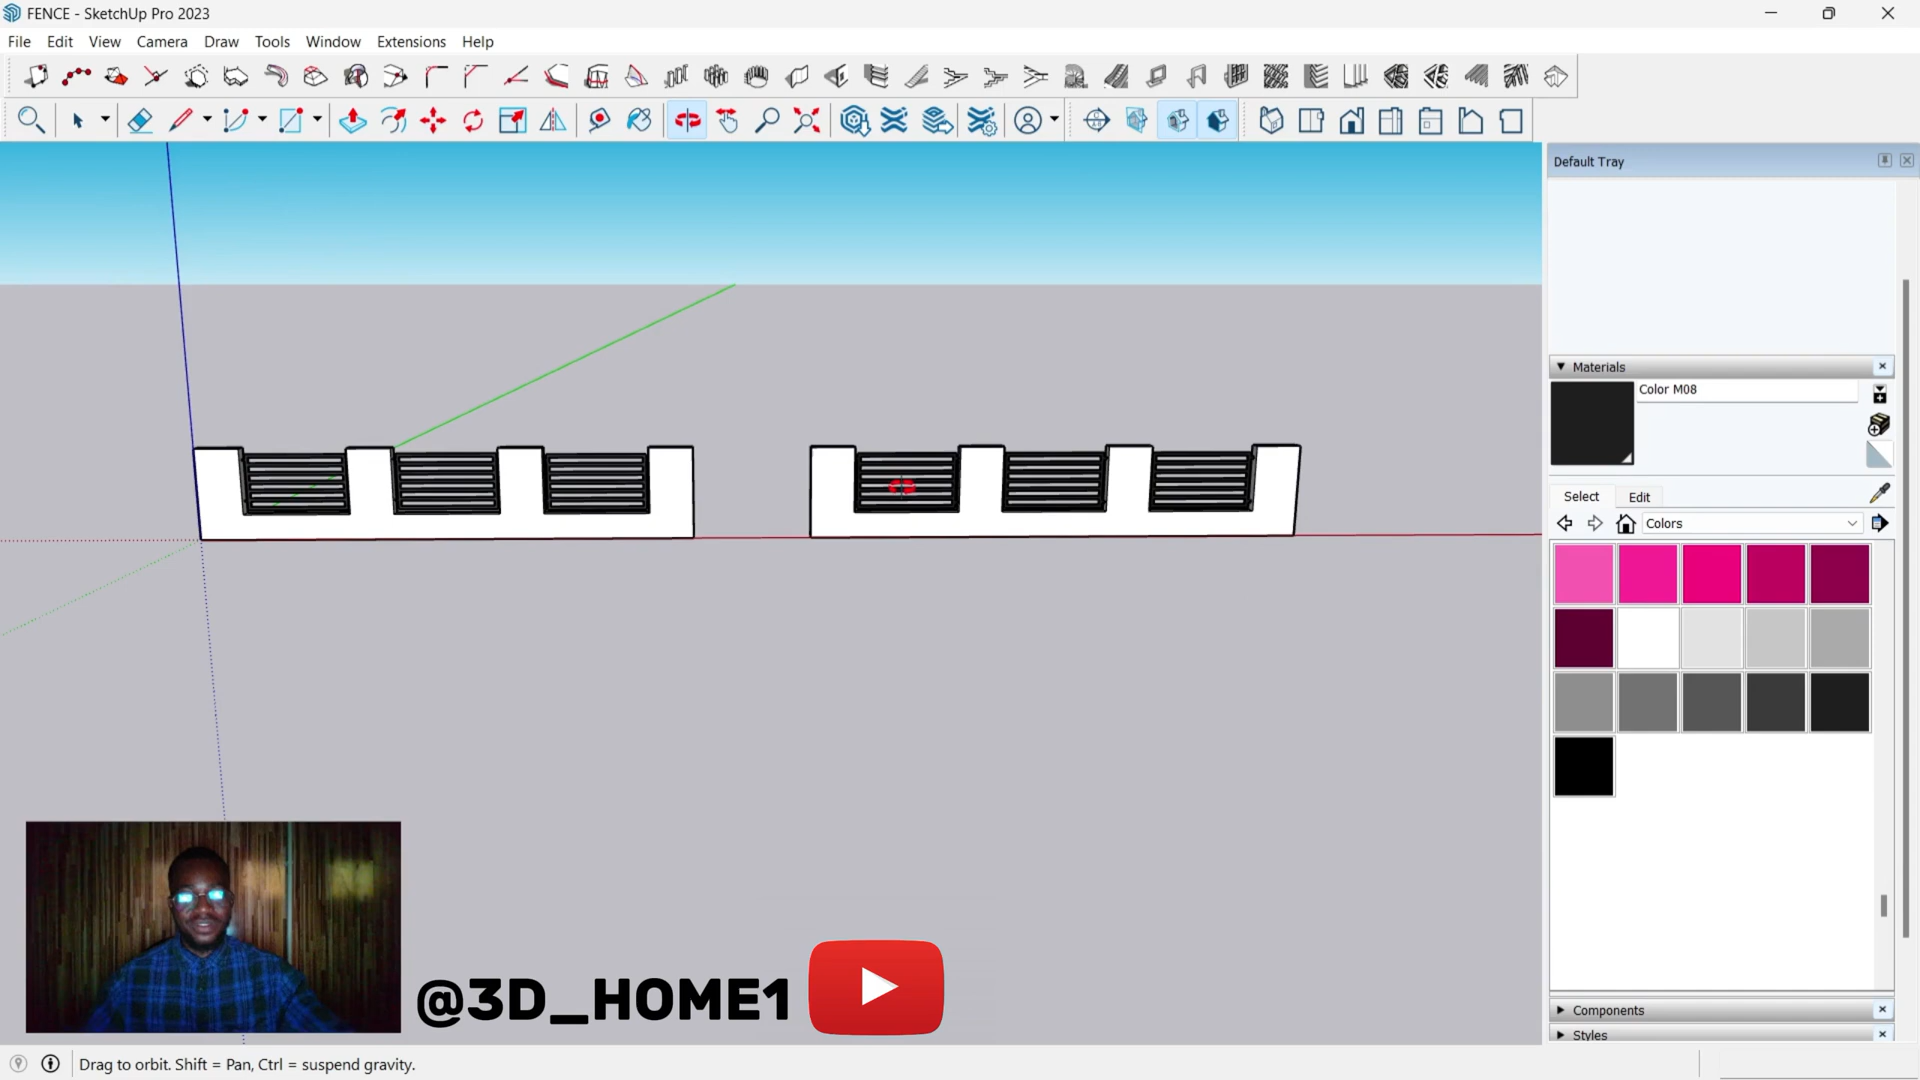 FENCE - SketchUp Pro 2023
File Edit View Camera Draw Tools Window Extensions Help
Default Tray
Materials
Color M08
Select Edit
Colors
@3D_HOME1
Components
Styles
Drag to orbit. Shift = Pan, Ctrl = suspend gravity.